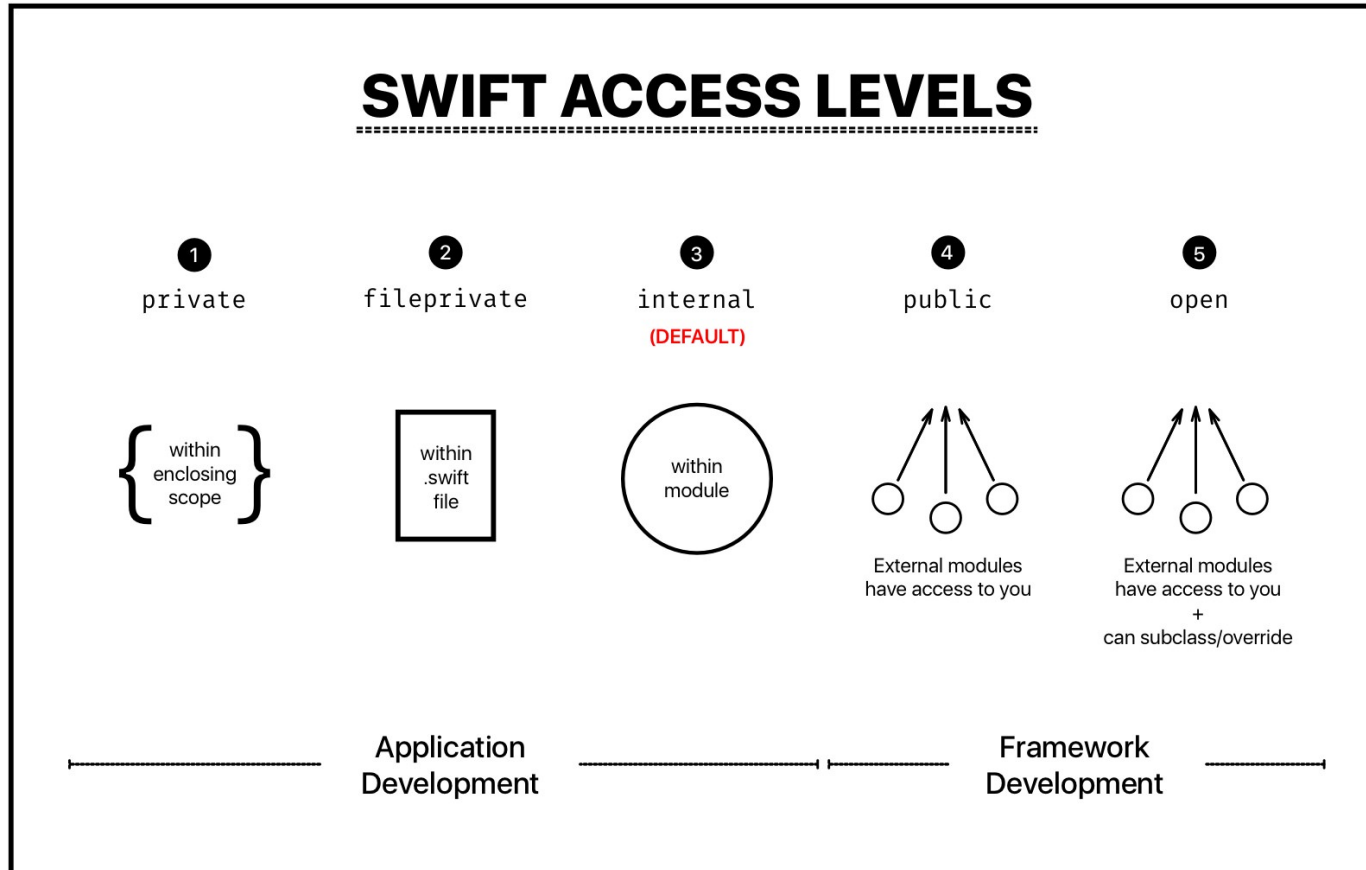 SWIFT ACCESS LEVELS
1
private
2
fileprivate
3
internal
(DEFAULT)
4
public
5
open
within
enclosing
scope
within
.swift
file
within
module
External modules
have access to you
External modules
have access to you
+
can subclass/override
Application
Development
Framework
Development